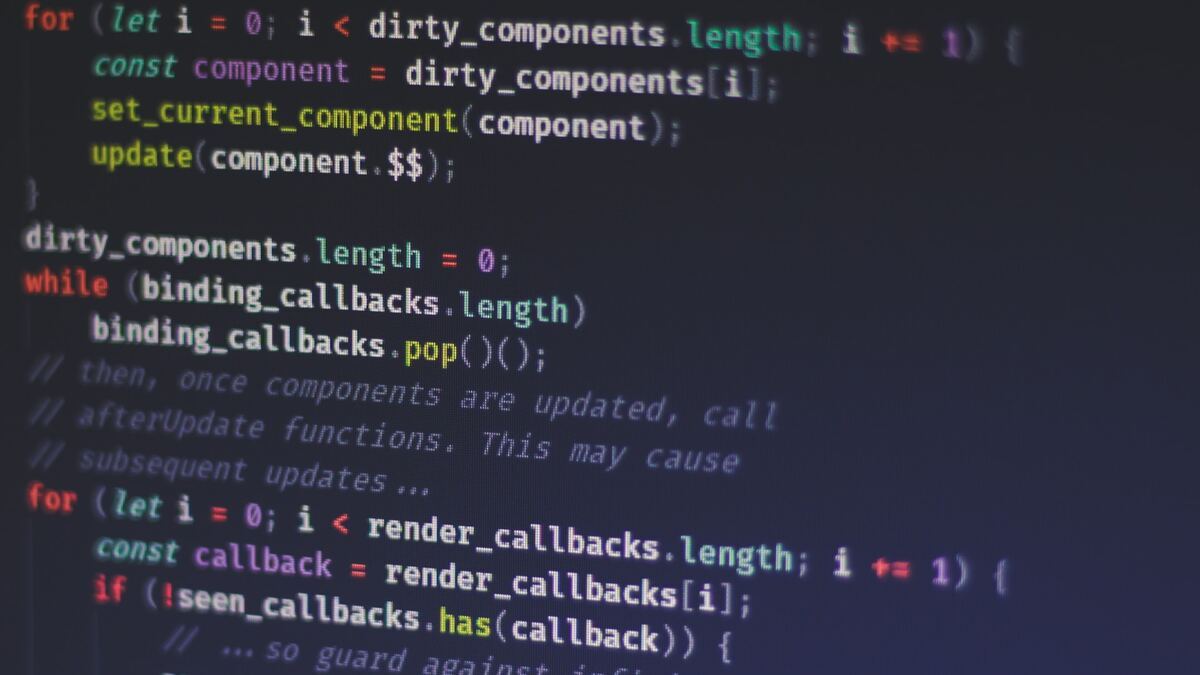 for (let i = 0; i < dirty_components.length; i += 1) {
    const component = dirty_components[i];
    set_current_component(component);
    update(component.$$);
}
dirty_components.length = 0;
while (binding_callbacks.length)
    binding_callbacks.pop()();
// then, once components are updated, call
// afterUpdate functions. This may cause
// subsequent updates...
for (let i = 0; i < render_callbacks.length; i += 1) {
    const callback = render_callbacks[i];
    if (!seen_callbacks.has(callback)) {
        // ...so guard against